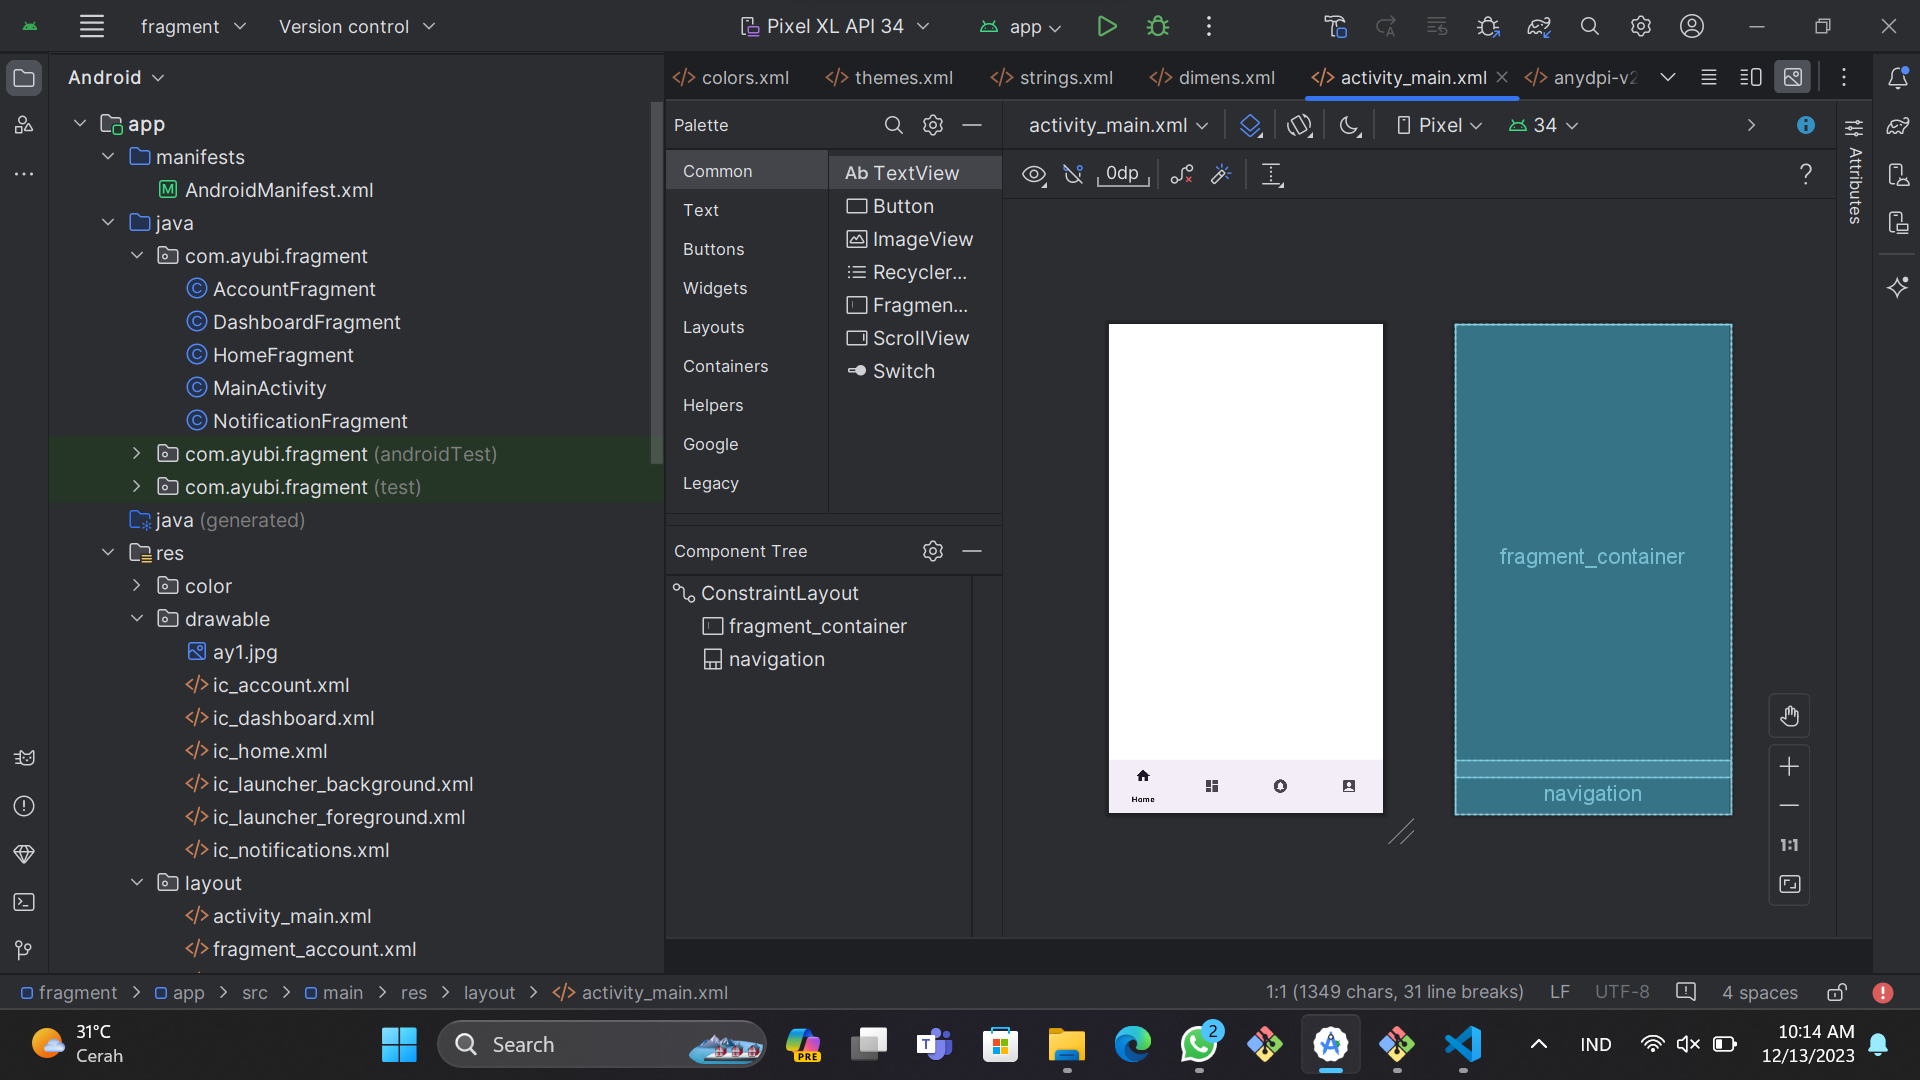 fragment
Version control
Pixel XL API 34
app
Android
colors.xml
themes.xml
strings.xml
dimens.xml
activity_main.xml
anydpi-v2
app
manifests
AndroidManifest.xml
java
com.ayubi.fragment
AccountFragment
DashboardFragment
HomeFragment
MainActivity
NotificationFragment
com.ayubi.fragment (androidTest)
com.ayubi.fragment (test)
java (generated)
res
color
drawable
ay1.jpg
ic_account.xml
ic_dashboard.xml
ic_home.xml
ic_launcher_background.xml
ic_launcher_foreground.xml
ic_notifications.xml
layout
activity_main.xml
fragment_account.xml
Palette
Common
Text
Buttons
Widgets
Layouts
Containers
Helpers
Google
Legacy
Ab TextView
Button
ImageView
Recycler...
Fragmen...
ScrollView
Switch
Component Tree
ConstraintLayout
fragment_container
navigation
activity_main.xml
Pixel
34
0dp
?
Attributes
Home
fragment_container
navigation
1:1
fragment > app > src > main > res > layout > activity_main.xml
1:1 (1349 chars, 31 line breaks)
LF
UTF-8
4 spaces
31°C
Cerah
Search
PRE
2
IND
10:14 AM
12/13/2023